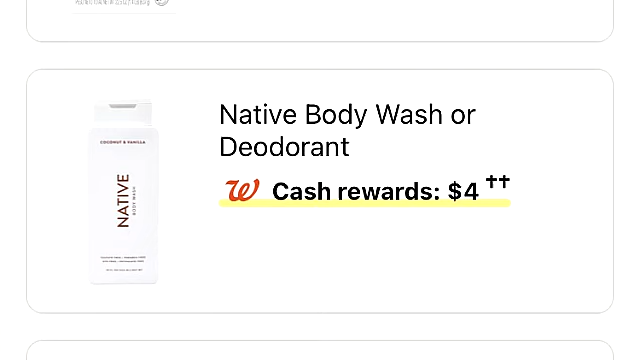 Native Body Wash or
Deodorant
Cash rewards: $4 ††
COCONUT & VANILLA
NATIVE
BODY WASH